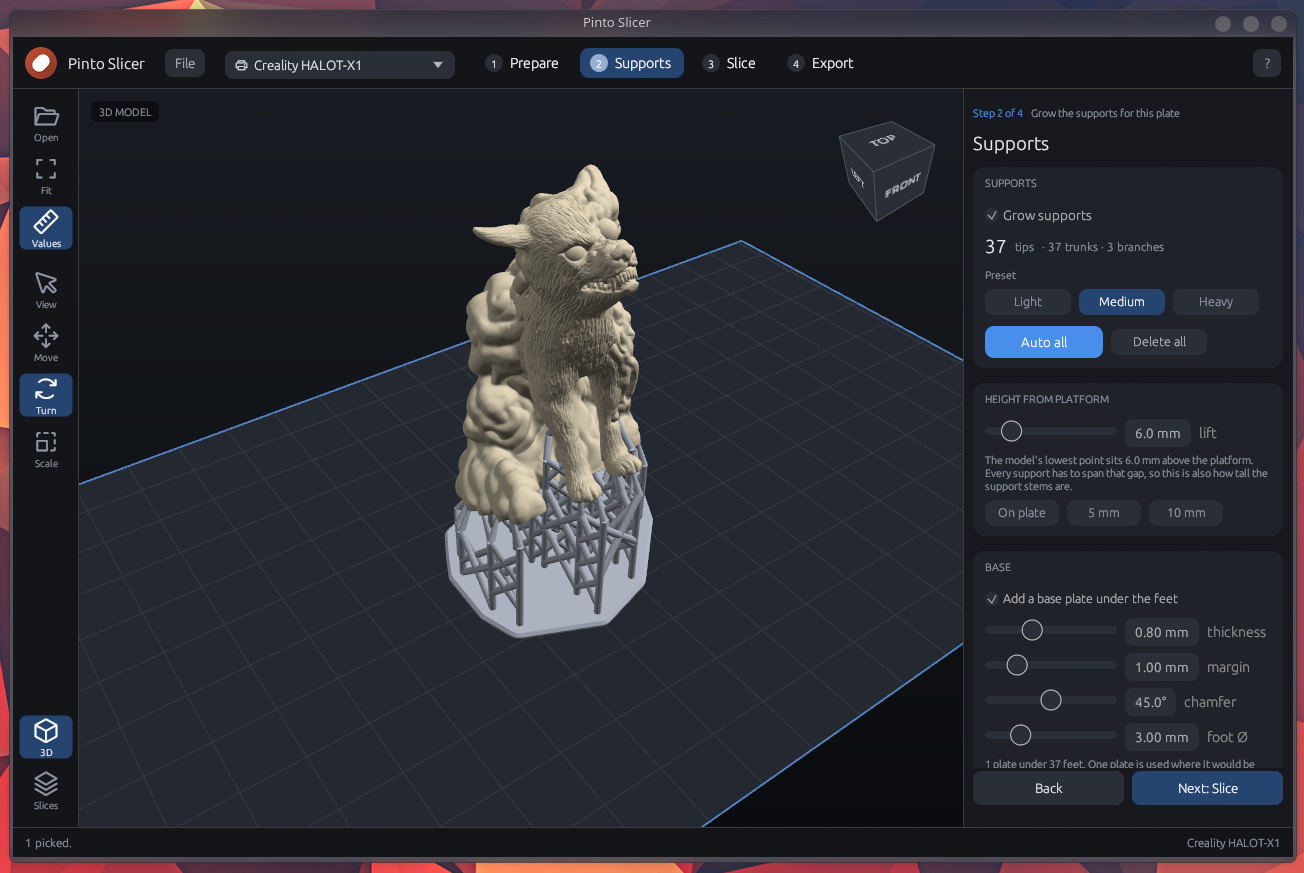 Pinto Slicer
Pinto Slicer
File
Creality HALOT-X1
1 Prepare
2 Supports
3 Slice
4 Export
?
Open
Fit
Values
View
Move
Turn
Scale
3D
Slices
3D MODEL
TOP
LEFT
FRONT
Step 2 of 4 Grow the supports for this plate
Supports
SUPPORTS
Grow supports
37 tips · 37 trunks · 3 branches
Preset
Light Medium Heavy
Auto all Delete all
HEIGHT FROM PLATFORM
6.0 mm lift
The model's lowest point sits 6.0 mm above the platform.
Every support has to span that gap, so this is also how tall the
support stems are.
On plate 5 mm 10 mm
BASE
Add a base plate under the feet
0.80 mm thickness
1.00 mm margin
45.0° chamfer
3.00 mm foot Ø
1 plate under 37 feet. One plate is used where it would be
Back Next: Slice
1 picked.
Creality HALOT-X1